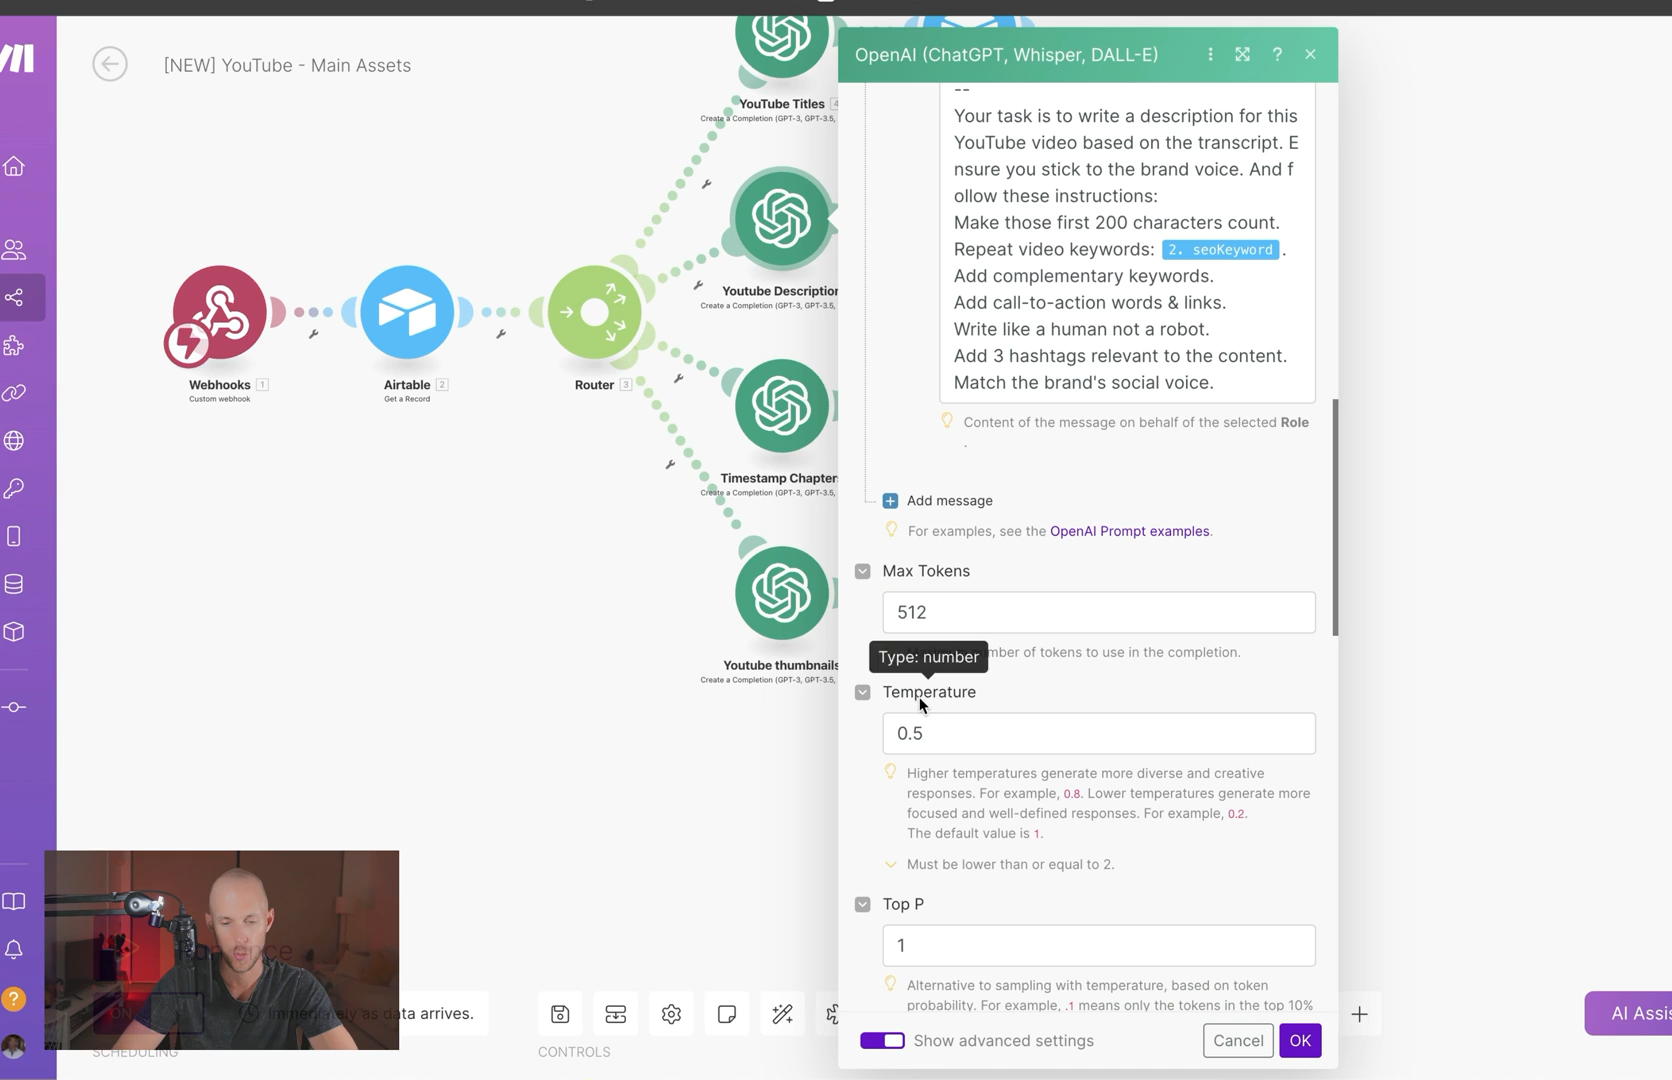 [NEW] YouTube - Main Assets
YouTube Titles
Create a Completion (GPT-3, GPT-3.5,
Youtube Description
Create a Completion (GPT-3, GPT-3.5,
Webhooks 1
Custom webhook
Airtable 2
Get a Record
Router 3
Timestamp Chapter
Create a Completion (GPT-3, GPT-3.5,
Youtube thumbnails
Create a Completion (GPT-3, GPT-3.5,
OpenAI (ChatGPT, Whisper, DALL-E)
?
--
Your task is to write a description for this
YouTube video based on the transcript. E
nsure you stick to the brand voice. And f
ollow these instructions:
Make those first 200 characters count.
Repeat video keywords: 2. seoKeyword .
Add complementary keywords.
Add call-to-action words & links.
Write like a human not a robot.
Add 3 hashtags relevant to the content.
Match the brand's social voice.
Content of the message on behalf of the selected Role
.
Add message
For examples, see the OpenAI Prompt examples.
Max Tokens
512
Type: number
number of tokens to use in the completion.
Temperature
0.5
Higher temperatures generate more diverse and creative
responses. For example, 0.8. Lower temperatures generate more
focused and well-defined responses. For example, 0.2.
The default value is 1.
Must be lower than or equal to 2.
Top P
1
Alternative to sampling with temperature, based on token
probability. For example, .1 means only the tokens in the top 10%
Show advanced settings
Cancel
OK
ON
Immediately as data arrives.
SCHEDULING
CONTROLS
AI Assis
?